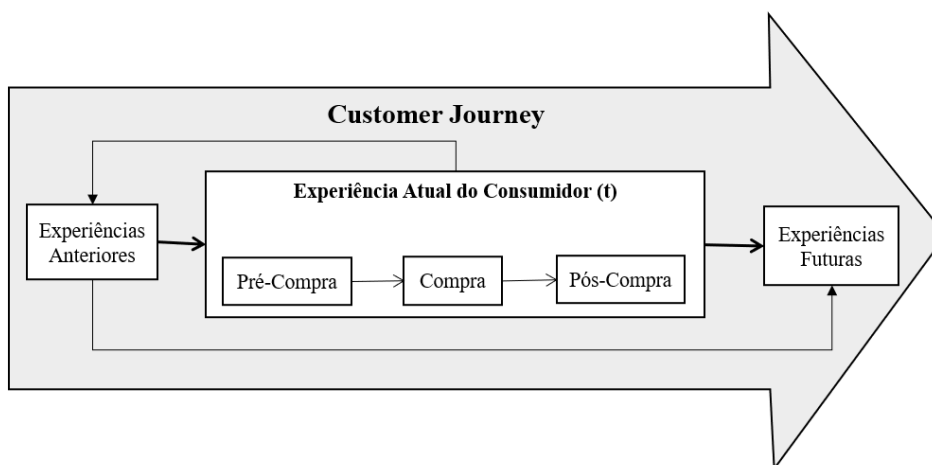 Customer Journey
Experiência Atual do Consumidor (t)
Experiências
Anteriores
Pré-Compra
Compra
Pós-Compra
Experiências
Futuras